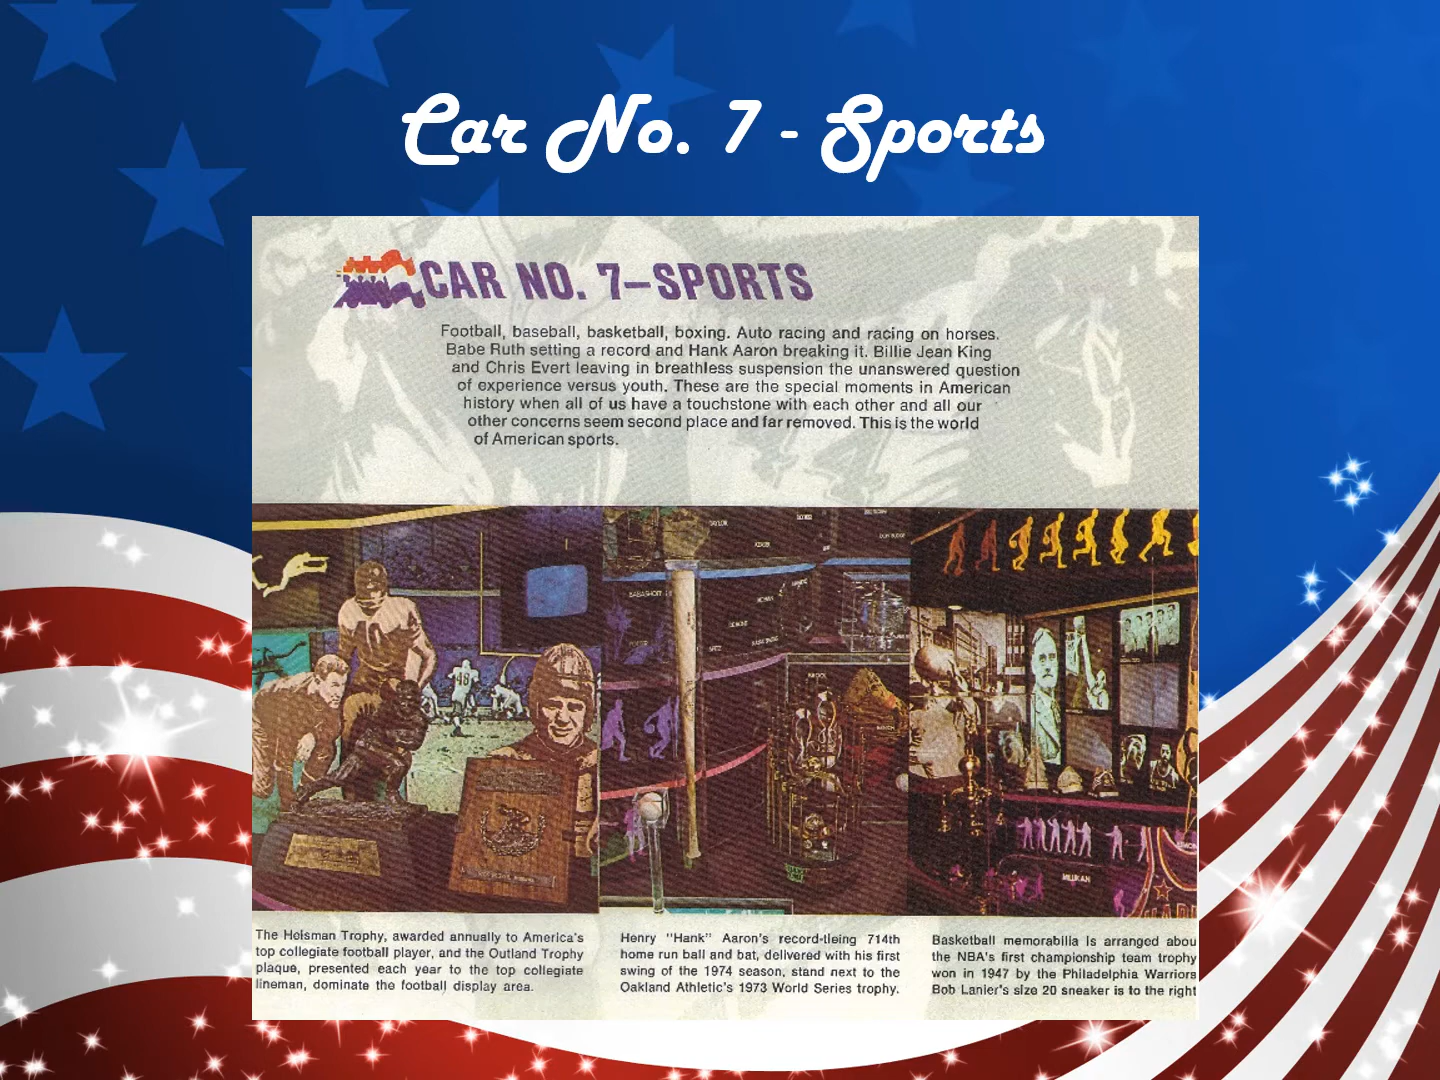 Car No. 7 - Sports
CAR NO. 7–SPORTS
Football, baseball, basketball, boxing. Auto racing and racing on horses.
Babe Ruth setting a record and Hank Aaron breaking it. Billie Jean King
and Chris Evert leaving in breathless suspension the unanswered question
of experience versus youth. These are the special moments in American
history when all of us have a touchstone with each other and all our
other concerns seem second place and far removed. This is the world
of American sports.
TAYLOR
MILLIKAN
98
The Heisman Trophy, awarded annually to America's
top collegiate football player, and the Outland Trophy
plaque, presented each year to the top collegiate
lineman, dominate the football display area.
Henry "Hank" Aaron's record-tieing 714th
home run ball and bat, delivered with his first
swing of the 1974 season, stand next to the
Oakland Athletic's 1973 World Series trophy.
Basketball memorabilia is arranged abou
the NBA's first championship team trophy
won in 1947 by the Philadelphia Warriors
Bob Lanier's size 20 sneaker is to the right